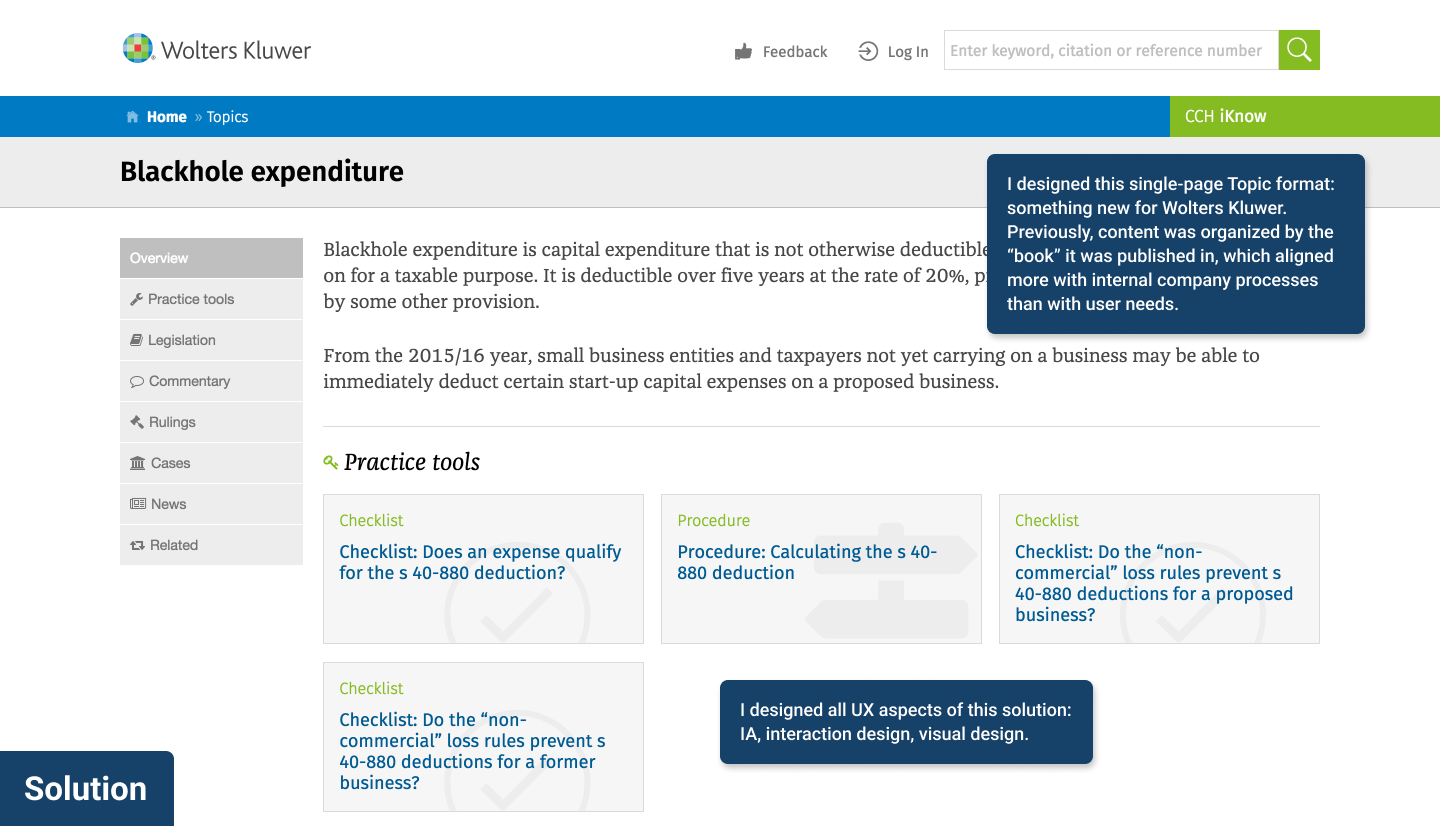 Wolters Kluwer
Feedback
Log In
Enter keyword, citation or reference number
Home » Topics
CCH iKnow
Blackhole expenditure
I designed this single-page Topic format:
something new for Wolters Kluwer.
Previously, content was organized by the
“book” it was published in, which aligned
more with internal company processes
than with user needs.
Overview
Practice tools
Legislation
Commentary
Rulings
Cases
News
Related
Blackhole expenditure is capital expenditure that is not otherwise deductible
on for a taxable purpose. It is deductible over five years at the rate of 20%,
by some other provision.
From the 2015/16 year, small business entities and taxpayers not yet carrying on a business may be able to
immediately deduct certain start-up capital expenses on a proposed business.
Practice tools
Checklist
Checklist: Does an expense qualify
for the s 40-880 deduction?
Procedure
Procedure: Calculating the s 40-
880 deduction
Checklist
Checklist: Do the “non-
commercial” loss rules prevent s
40-880 deductions for a proposed
business?
Checklist
Checklist: Do the “non-
commercial” loss rules prevent s
40-880 deductions for a former
business?
I designed all UX aspects of this solution:
IA, interaction design, visual design.
Solution